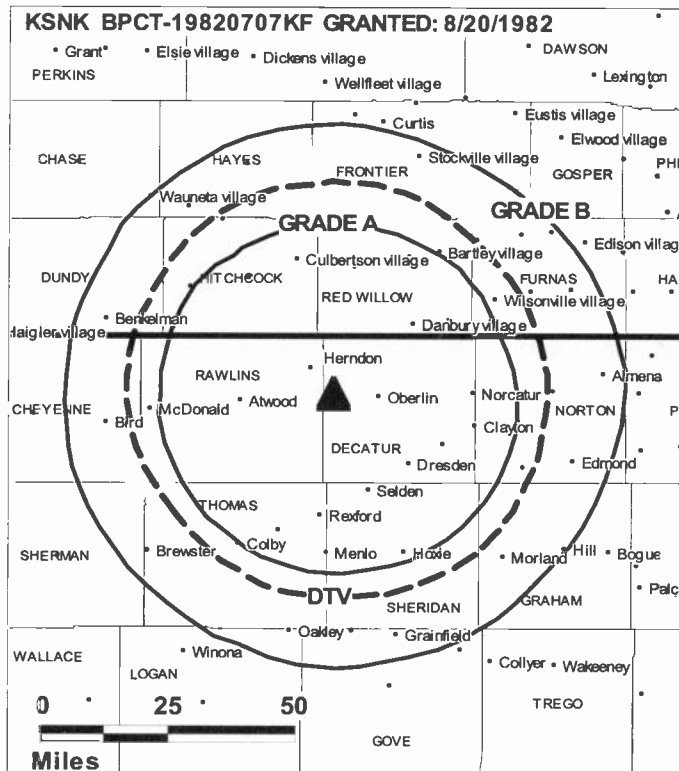 KSNK BPCT-19820707KF GRANTED: 8/20/1982
Grant
Elsie village
Dickens village
DAWSON
PERKINS
Wellfleet village
Lexington
Curtis
Eustis village
Elwood village
CHASE
HAYES
Stockville village
FRONTIER
GOSPER
Wauneta village
GRADE A
GRADE B
Culbertson village
Bartley village
Edison villag
DUNDY
HITCHCOCK
FURNAS
HA
RED WILLOW
Wilsonville village
Benkelman
Danbury village
Haigler village
Herndon
RAWLINS
Almena
CHEYENNE
McDonald
Atwood
Oberlin
Norcatur
NORTON
P
Bird
Clayton
DECATUR
Dresden
Edmond
Selden
THOMAS
Rexford
SHERMAN
Brewster
Colby
Menlo
Hoxie
Morland
Hill
Bogue
DTV
SHERIDAN
GRAHAM
Palc
Oakley
Grainfield
WALLACE
Winona
Collyer
Wakeeney
LOGAN
TREGO
0 25 50
GOVE
Miles